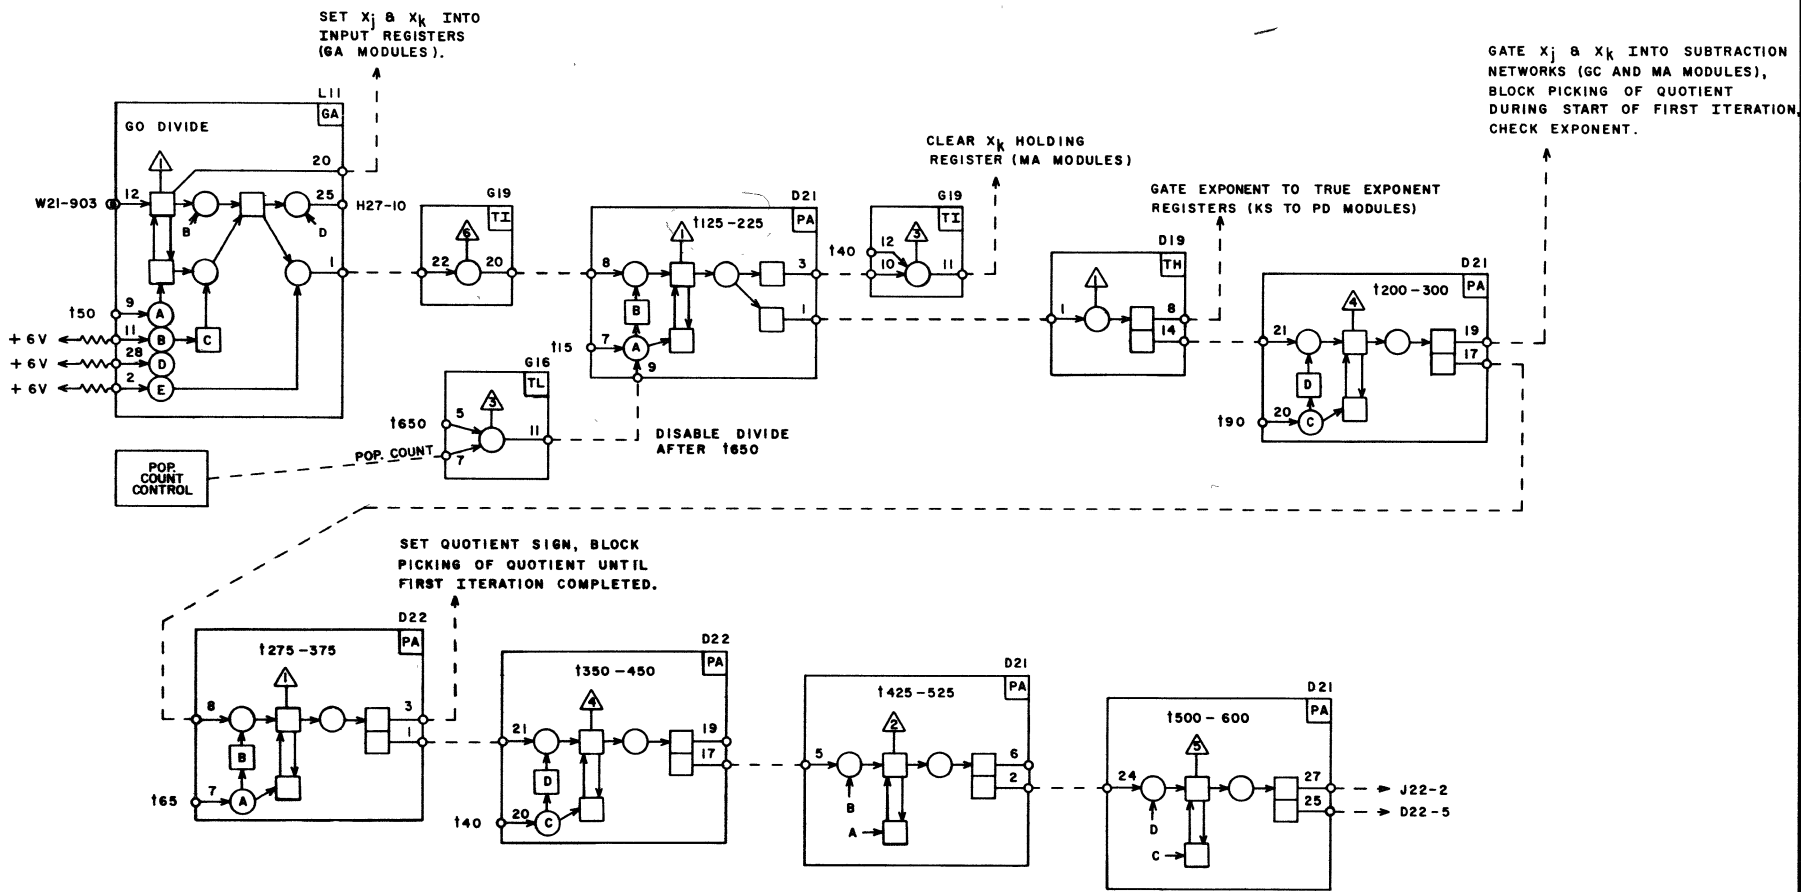 SET Xj & Xk INTO
INPUT REGISTERS
(GA MODULES).
GATE Xj & Xk INTO SUBTRACTION
NETWORKS (GC AND MA MODULES),
BLOCK PICKING OF QUOTIENT
DURING START OF FIRST ITERATION,
CHECK EXPONENT.
CLEAR Xk HOLDING
REGISTER (MA MODULES)
GATE EXPONENT TO TRUE EXPONENT
REGISTERS (KS TO PD MODULES)
L11
GA
GO DIVIDE
1
20
W21-903
12
25
H27-10
B
D
1
t50
9
A
+6V
11
B
C
+6V
28
D
+6V
2
E
G19
TI
6
22
20
D21
PA
t125-225
1
8
3
B
1
t15
7
A
9
G19
TI
t40
12
3
10
11
D19
TH
1
1
8
14
D21
PA
t200-300
4
21
19
17
D
t90
20
C
G16
TL
3
t650
5
11
POP. COUNT
7
DISABLE DIVIDE
AFTER t650
POP.
COUNT
CONTROL
SET QUOTIENT SIGN, BLOCK
PICKING OF QUOTIENT UNTIL
FIRST ITERATION COMPLETED.
D22
PA
t275-375
1
8
3
1
B
t65
7
A
D22
PA
t350-450
4
21
19
17
D
t40
20
C
D21
PA
t425-525
2
5
6
2
B
A
D21
PA
t500-600
5
24
27
J22-2
25
D22-5
D
C